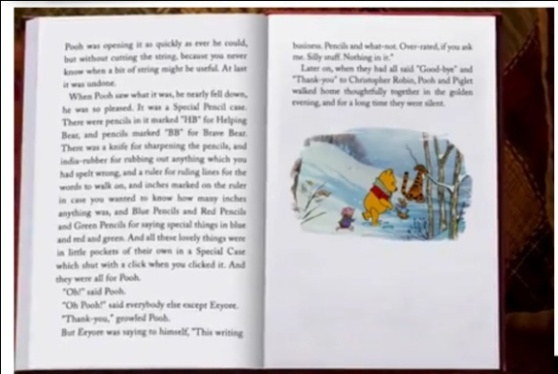 Pooh was opening it as quickly as ever he could,
but without cutting the string, because you never
know when a bit of string might be useful. At last
it was undone.
When Pooh saw what it was, he nearly fell down,
he was so pleased. It was a Special Pencil case.
There were pencils in it marked "HB" for Helping
Bear, and pencils marked "BB" for Brave Bear.
There was a knife for sharpening the pencils, and
india-rubber for rubbing out anything which you
had spelt wrong, and a ruler for ruling lines for the
words to walk on, and inches marked on the ruler
in case you wanted to know how many inches
anything was, and Blue Pencils and Red Pencils
and Green Pencils for saying special things in blue
and red and green. And all these lovely things were
in little pockets of their own in a Special Case
which shut with a click when you clicked it. And
they were all for Pooh.
"Oh!" said Pooh.
"Oh Pooh!" said everybody else except Eeyore.
"Thank-you," growled Pooh.
But Eeyore was saying to himself, "This writing
business. Pencils and what-not. Over-rated, if you ask
me. Silly stuff. Nothing in it."
Later on, when they had all said "Good-bye" and
"Thank-you" to Christopher Robin, Pooh and Piglet
walked home thoughtfully together in the golden
evening, and for a long time they were silent.